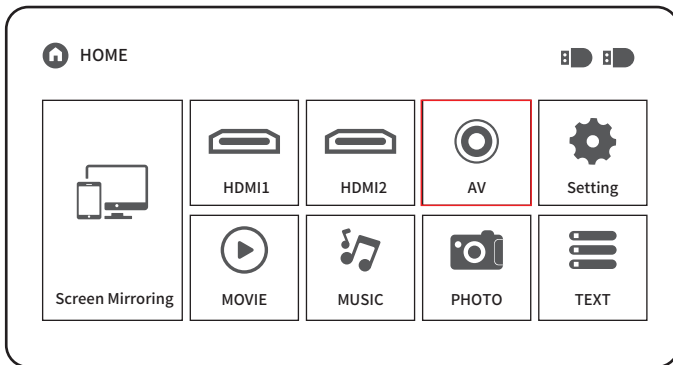 HOME
HDMI1
HDMI2
AV
Setting
Screen Mirroring
MOVIE
MUSIC
PHOTO
TEXT